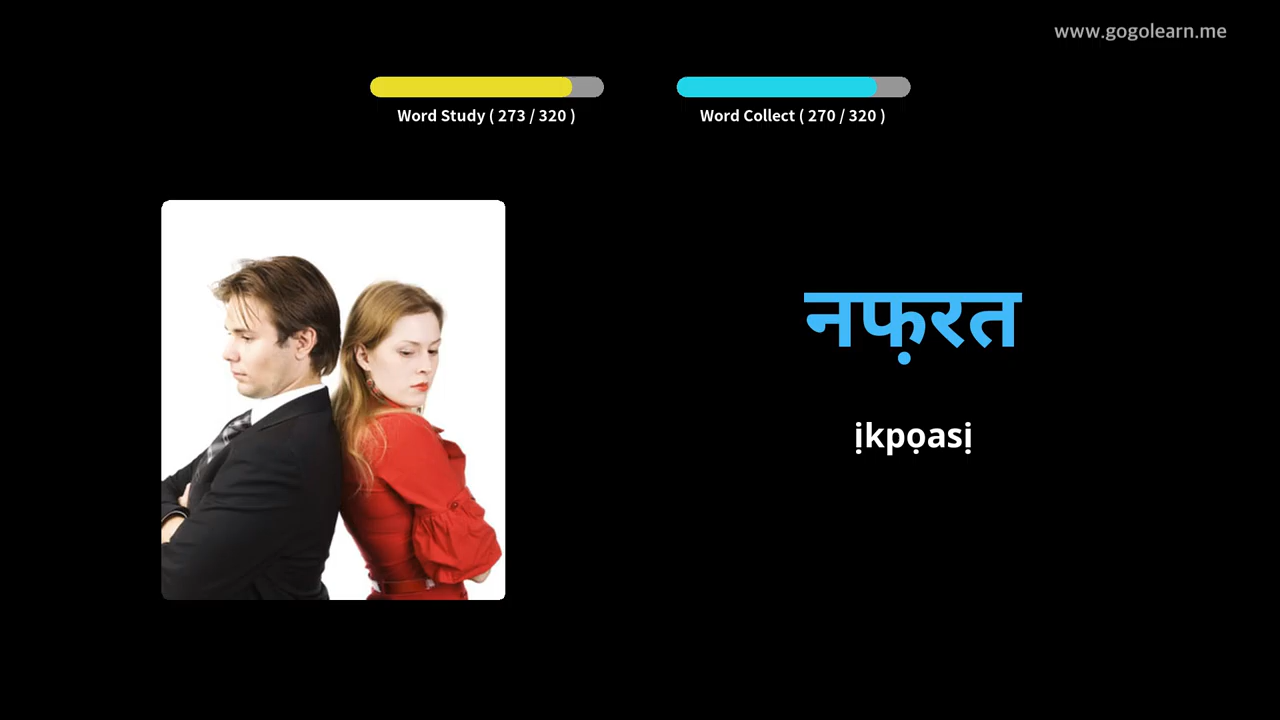 www.gogolearn.me
Word Study ( 273 / 320 )
Word Collect ( 270 / 320 )
नफ़रत
ịkpọasị